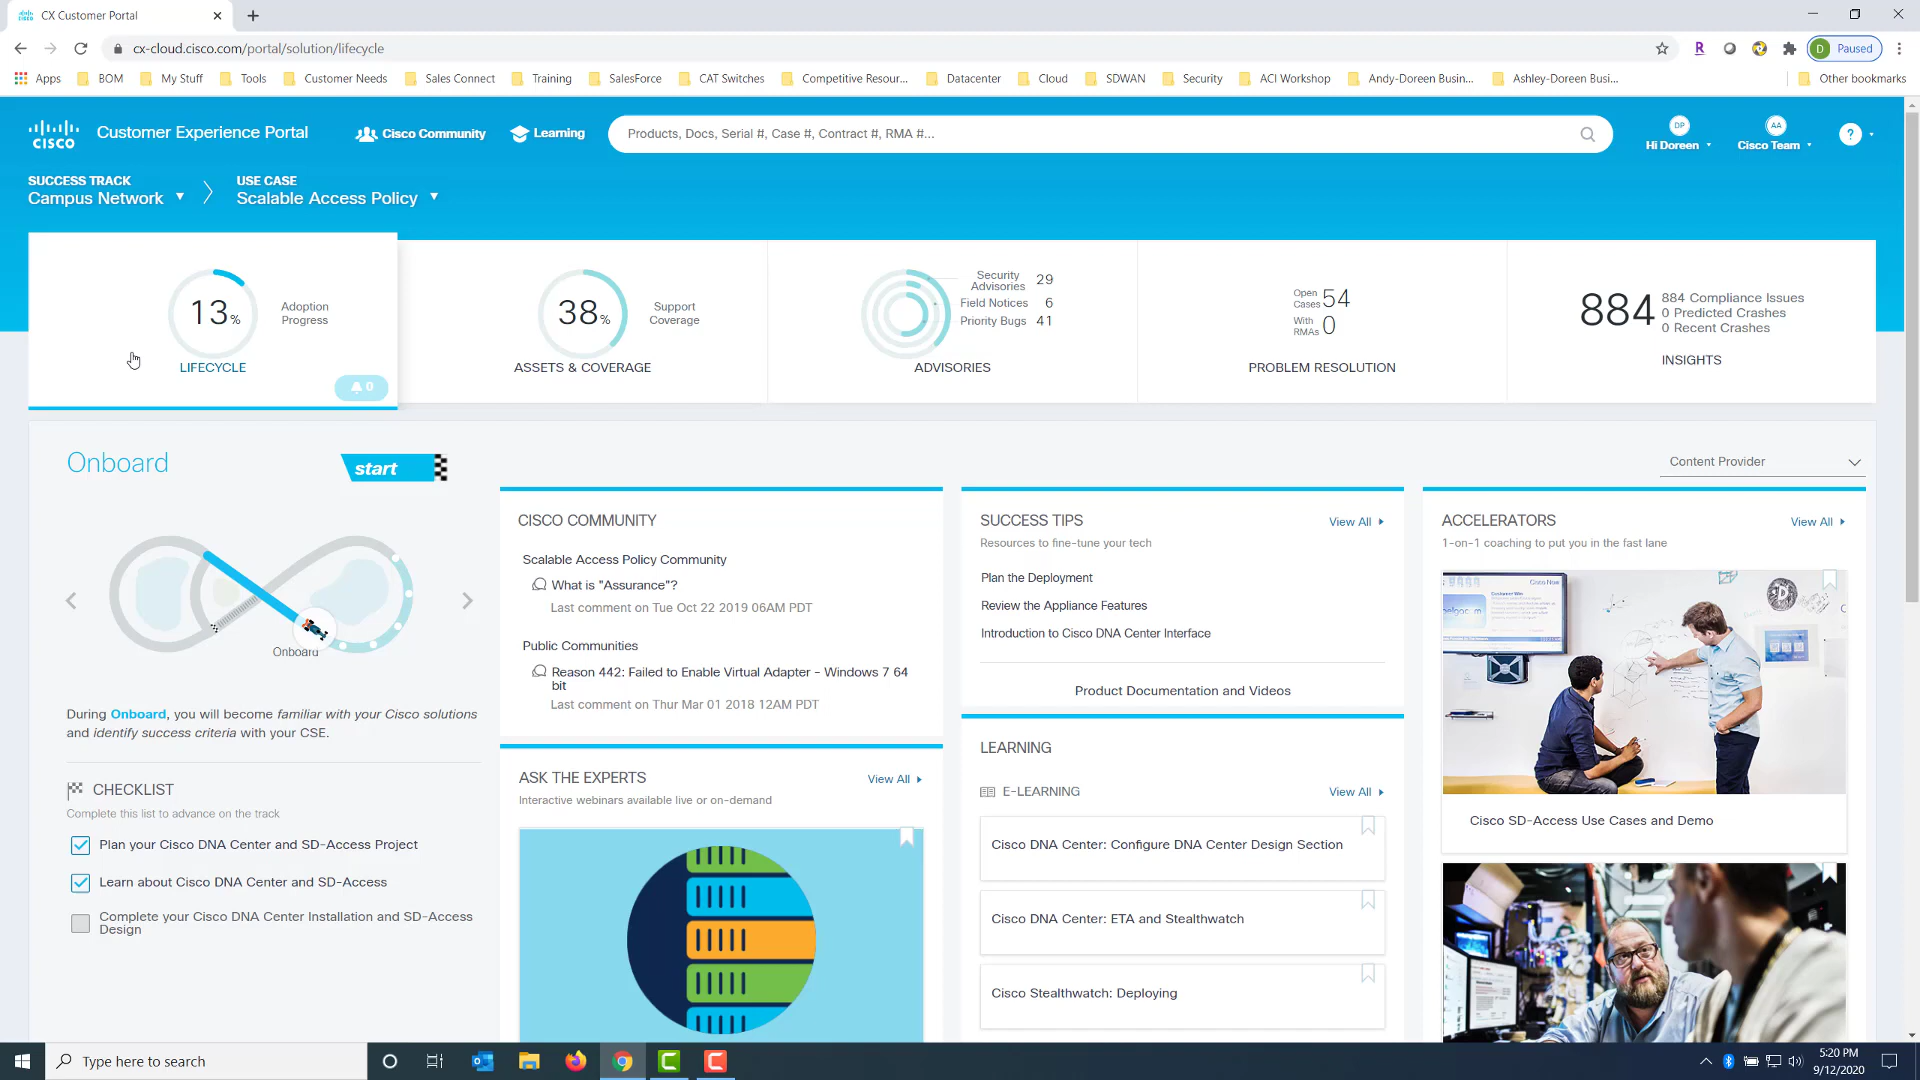 CX Customer Portal
cx-cloud.cisco.com/portal/solution/lifecycle
D Paused
Apps BOM My Stuff Tools Customer Needs Sales Connect Training SalesForce CAT Switches Competitive Resour... Datacenter Cloud SDWAN Security ACI Workshop Andy-Doreen Busin... Ashley-Doreen Busi... Other bookmarks
CISCO Customer Experience Portal Cisco Community Learning Products, Docs, Serial #, Case #, Contract #, RMA #... ?
DP Hi Doreen
AA Cisco Team
SUCCESS TRACK
Campus Network
USE CASE
Scalable Access Policy
13%
Adoption
Progress
LIFECYCLE
0
38%
Support
Coverage
ASSETS & COVERAGE
Security
Advisories 29
Field Notices 6
Priority Bugs 41
ADVISORIES
Open
Cases 54
With
RMAs 0
PROBLEM RESOLUTION
884
884 Compliance Issues
0 Predicted Crashes
0 Recent Crashes
INSIGHTS
Onboard start
Content Provider
Onboard
During Onboard, you will become familiar with your Cisco solutions
and identify success criteria with your CSE.
CHECKLIST
Complete this list to advance on the track
Plan your Cisco DNA Center and SD-Access Project
Learn about Cisco DNA Center and SD-Access
Complete your Cisco DNA Center Installation and SD-Access
Design
CISCO COMMUNITY
Scalable Access Policy Community
What is "Assurance"?
Last comment on Tue Oct 22 2019 06AM PDT
Public Communities
Reason 442: Failed to Enable Virtual Adapter - Windows 7 64
bit
Last comment on Thur Mar 01 2018 12AM PDT
ASK THE EXPERTS View All
Interactive webinars available live or on-demand
SUCCESS TIPS View All
Resources to fine-tune your tech
Plan the Deployment
Review the Appliance Features
Introduction to Cisco DNA Center Interface
Product Documentation and Videos
LEARNING
E-LEARNING View All
Cisco DNA Center: Configure DNA Center Design Section
Cisco DNA Center: ETA and Stealthwatch
Cisco Stealthwatch: Deploying
ACCELERATORS View All
1-on-1 coaching to put you in the fast lane
Cisco SD-Access Use Cases and Demo
Type here to search
5:20 PM
9/12/2020